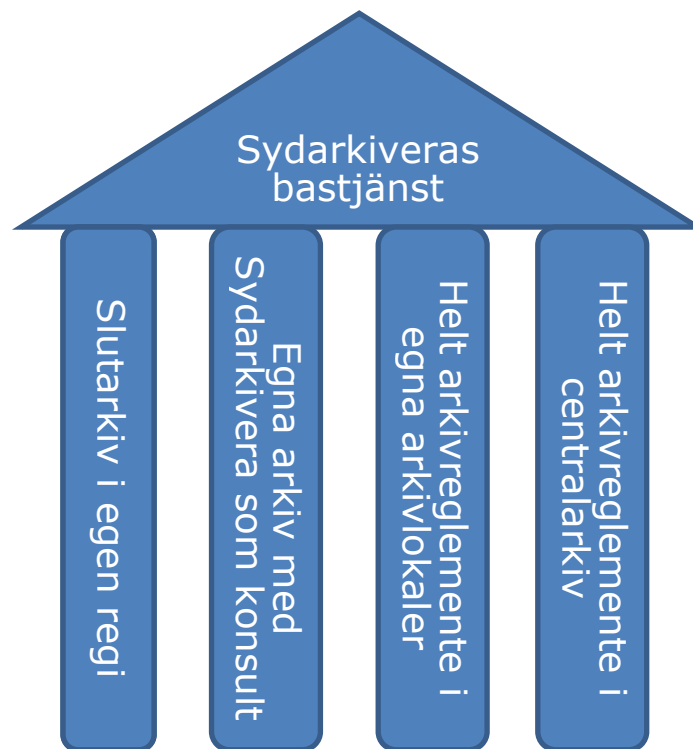 Sydarkiveras
bastjänst
Slutarkiv i egen regi
Egna arkiv med
Sydarkivera som konsult
Helt arkivreglemente i
egna arkivlokaler
Helt arkivreglemente i
centralarkiv